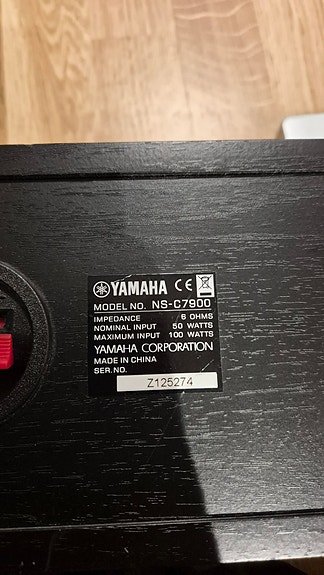 YAMAHA CE
MODEL NO. NS-C7900
IMPEDANCE 6 OHMS
NOMINAL INPUT 50 WATTS
MAXIMUM INPUT 100 WATTS
YAMAHA CORPORATION
MADE IN CHINA
SER.NO.
Z125274